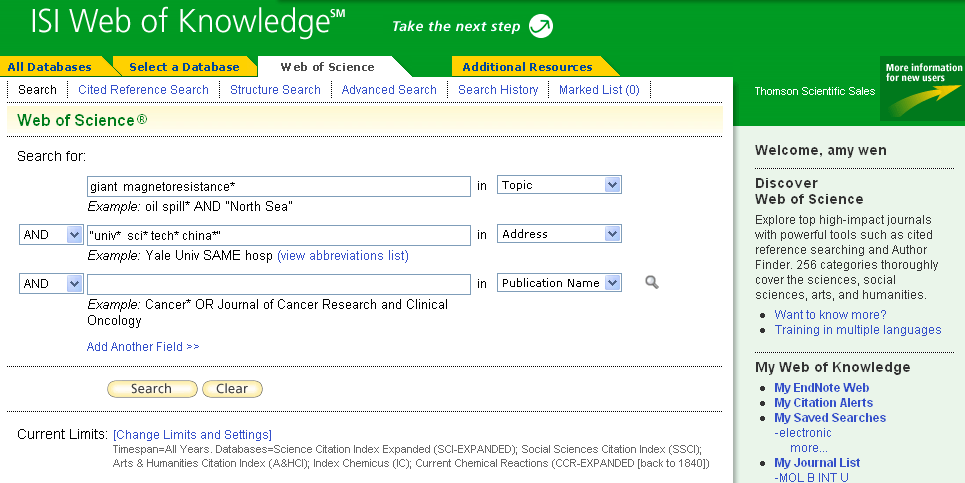 ISI Web of Knowledge℠
Take the next step
All Databases
Select a Database
Web of Science
Additional Resources
More information
for new users
Search
Cited Reference Search
Structure Search
Advanced Search
Search History
Marked List (0)
Thomson Scientific Sales
Web of Science®
Search for:
giant magnetoresistance*
in
Topic
Example: oil spill* AND "North Sea"
AND
"univ* sci* tech* china*"
in
Address
Example: Yale Univ SAME hosp (view abbreviations list)
AND
in
Publication Name
Example: Cancer* OR Journal of Cancer Research and Clinical
Oncology
Add Another Field >>
Search
Clear
Current Limits: [Change Limits and Settings]
Timespan=All Years. Databases=Science Citation Index Expanded (SCI-EXPANDED); Social Sciences Citation Index (SSCI);
Arts & Humanities Citation Index (A&HCI); Index Chemicus (IC); Current Chemical Reactions (CCR-EXPANDED [back to 1840])
Welcome, amy wen
Discover
Web of Science
Explore top high-impact journals
with powerful tools such as cited
reference searching and Author
Finder. 256 categories thoroughly
cover the sciences, social
sciences, arts, and humanities.
Want to know more?
Training in multiple languages
My Web of Knowledge
My EndNote Web
My Citation Alerts
My Saved Searches
-electronic
more...
My Journal List
-MOL B INT U